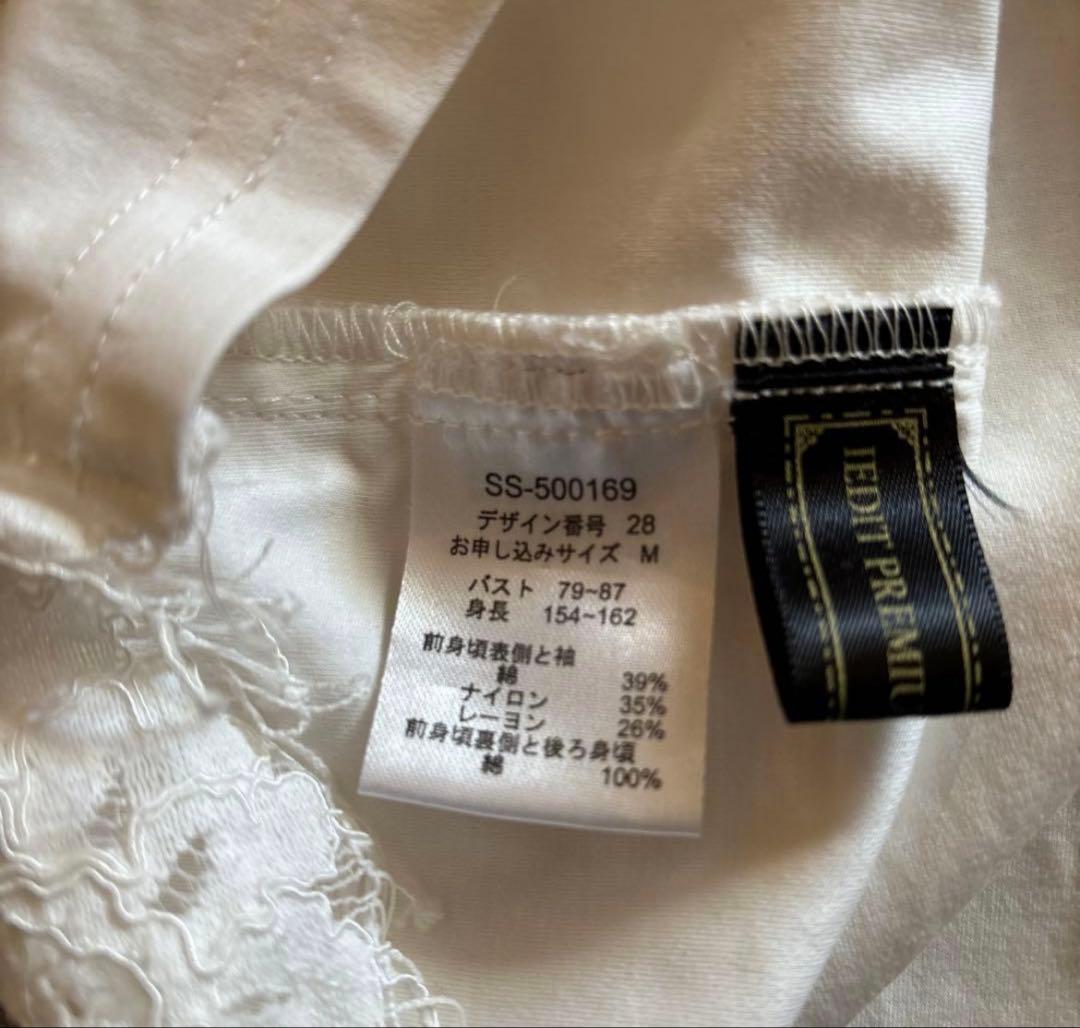 SS-500169
デザイン番号 28
お申し込みサイズ M
バスト 79~87
身長 154~162
前身頃表側と袖
綿 39%
ナイロン 35%
レーヨン 26%
前身頃裏側と後ろ身頃
綿 100%
IEDIT PREMIU